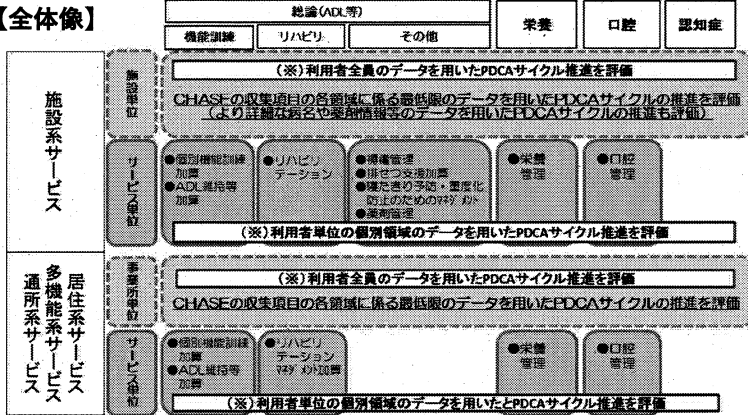 【全体像】
総論(ADL等)
機能訓練
リハビリ
その他
栄養
口腔
認知症
施設系サービス
施設単位
(※)利用者全員のデータを用いたPDCAサイクル推進を評価
CHASEの収集項目の各領域に係る最低限のデータを用いたPDCAサイクルの推進を評価
(より詳細な病名や薬剤情報等のデータを用いたPDCAサイクルの推進も評価)
サービス単位
●個別機能訓練
加算
●ADL維持等
加算
●リハビリ
テーション
●褥瘡管理
●排せつ支援加算
●寝たきり予防・重度化
防止のためのマネジメント
●薬剤管理
●栄養
管理
●口腔
管理
(※)利用者単位の個別領域のデータを用いたPDCAサイクル推進を評価
居住系サービス
多機能系サービス
通所系サービス
事業所単位
(※)利用者全員のデータを用いたPDCAサイクル推進を評価
CHASEの収集項目の各領域に係る最低限のデータを用いたPDCAサイクルの推進を評価
サービス単位
●個別機能訓練
加算
●ADL維持等
加算
●リハビリ
テーション
マネジメント加算
●栄養
管理
●口腔
管理
(※)利用者単位の個別領域のデータを用いたとPDCAサイクル推進を評価